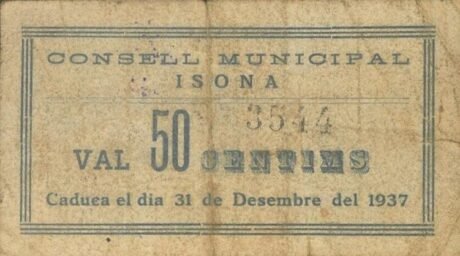 CONSELL MUNICIPAL
ISONA
3544
VAL 50 CENTIMS
Caduca el dia 31 de Desembre del 1937